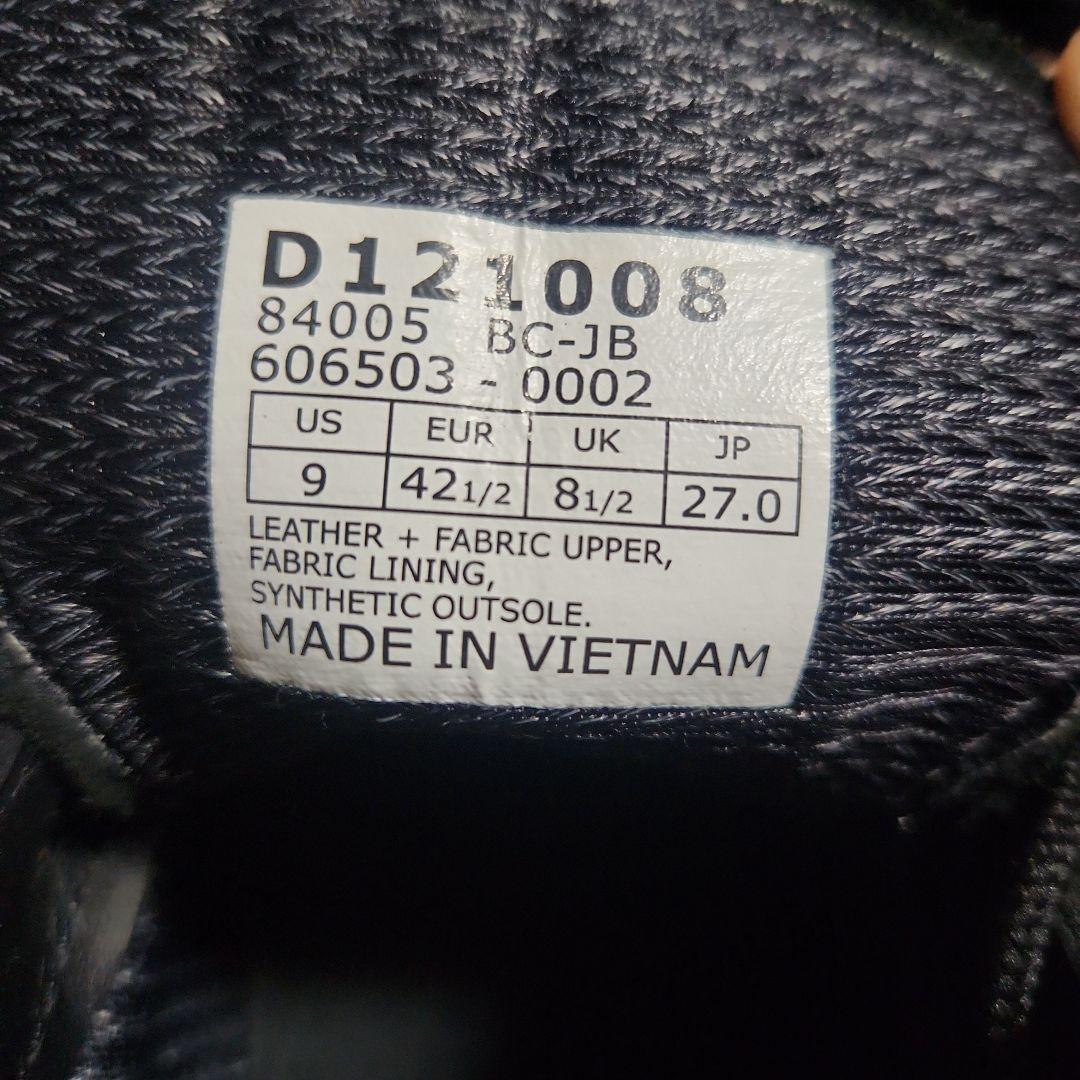 D121008
84005 BC-JB
606503 - 0002
US EUR UK JP
9 42 1/2 8 1/2 27.0
LEATHER + FABRIC UPPER,
FABRIC LINING,
SYNTHETIC OUTSOLE.
MADE IN VIETNAM